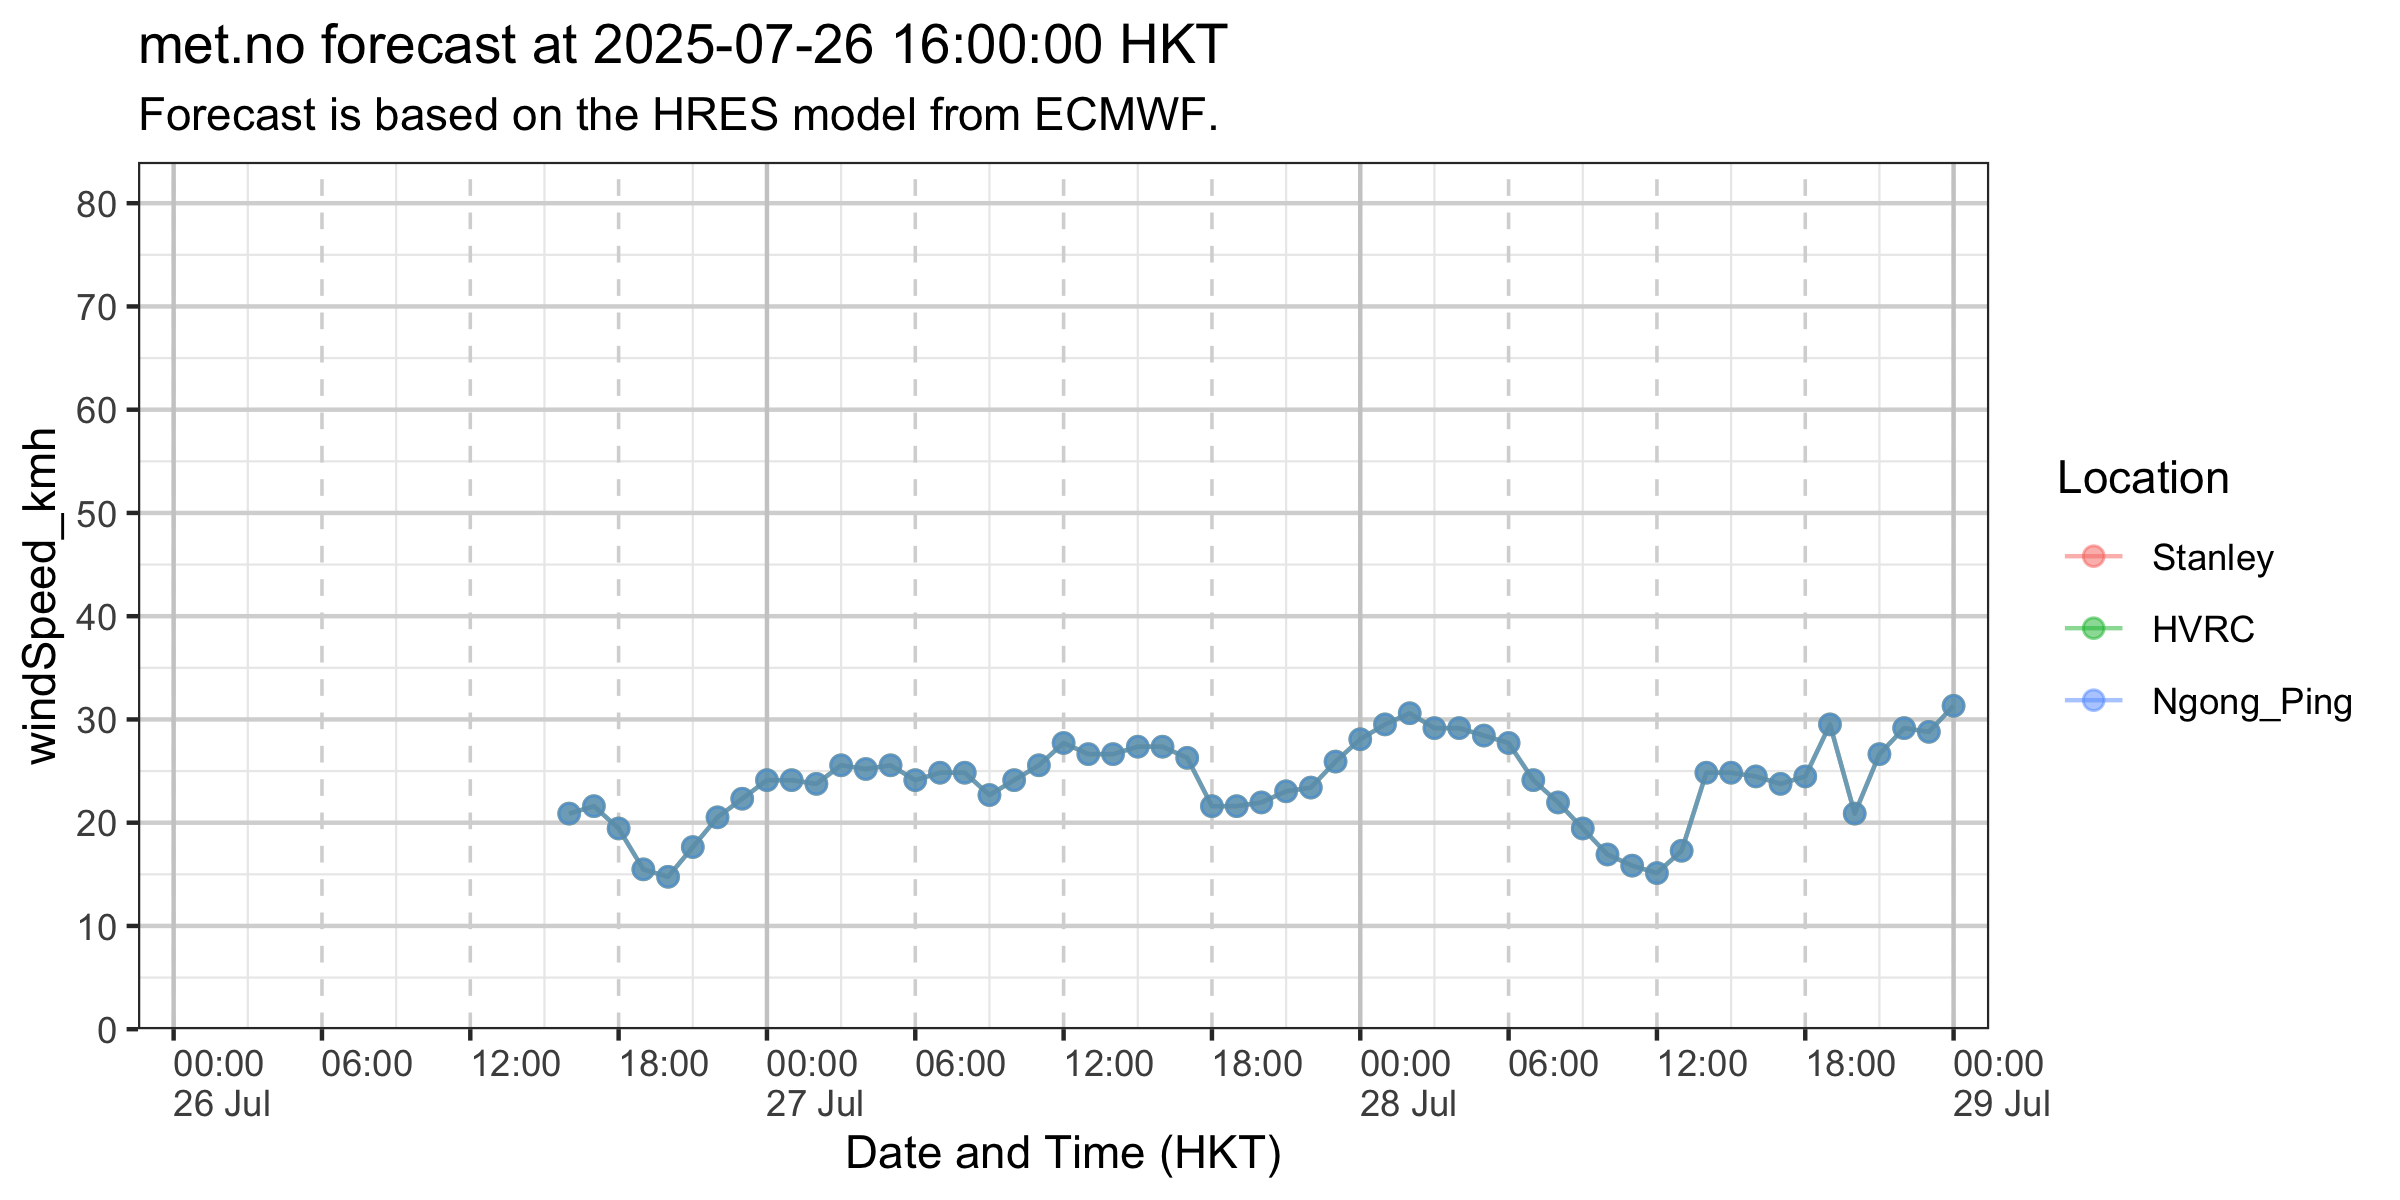 met.no forecast at 2025-07-26 16:00:00 HKT
Forecast is based on the HRES model from ECMWF.
windSpeed_kmh
80
70
60
50
40
30
20
10
0
00:00 06:00 12:00 18:00 00:00 06:00 12:00 18:00 00:00 06:00 12:00 18:00 00:00
26 Jul 27 Jul 28 Jul 29 Jul
Date and Time (HKT)
Location
Stanley
HVRC
Ngong_Ping